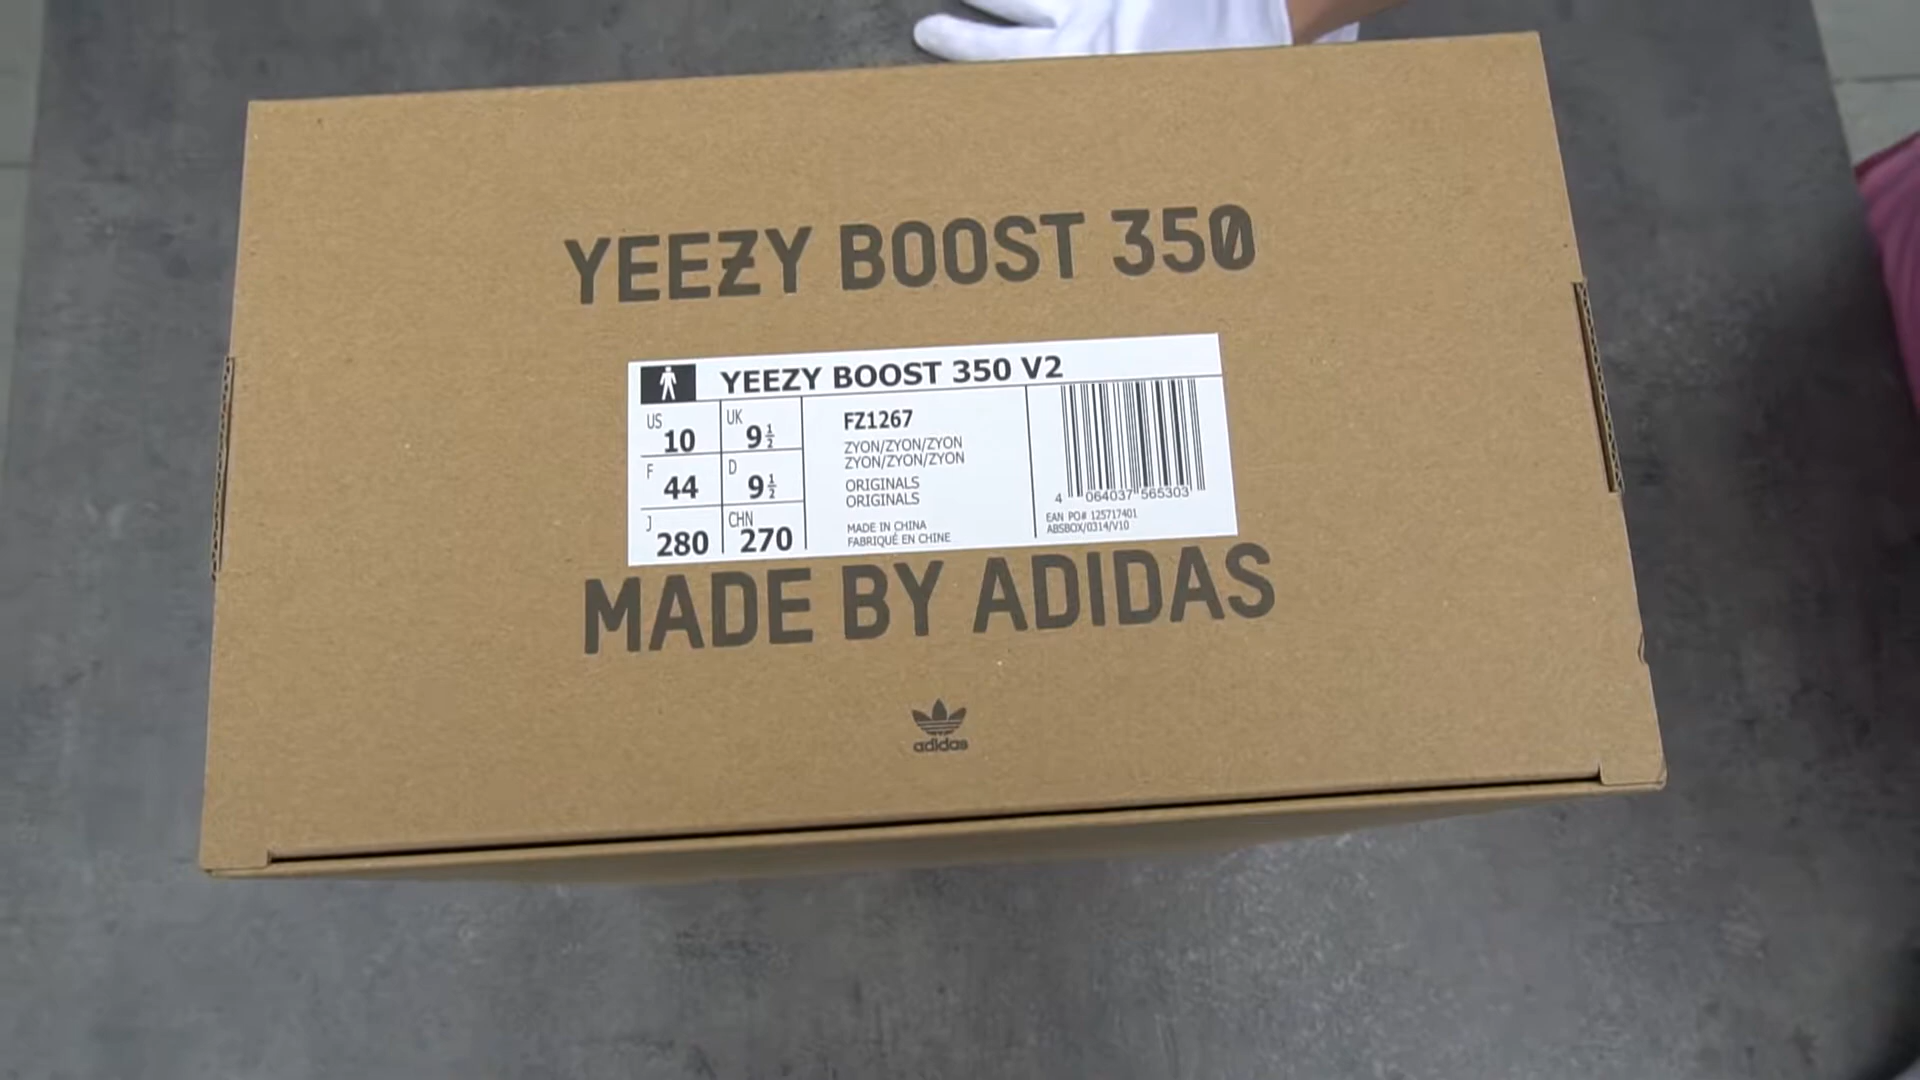 YEEZY BOOST 350
YEEZY BOOST 350 V2
US 10
UK 9½
F 44
D 9½
J 280
CHN 270
FZ1267
ZYON/ZYON/ZYON
ZYON/ZYON/ZYON
ORIGINALS
ORIGINALS
MADE IN CHINA
FABRIQUÉ EN CHINE
4 064037 565303
EAN PO# 125717401
ABSBOX/0314/V10
MADE BY ADIDAS
adidas